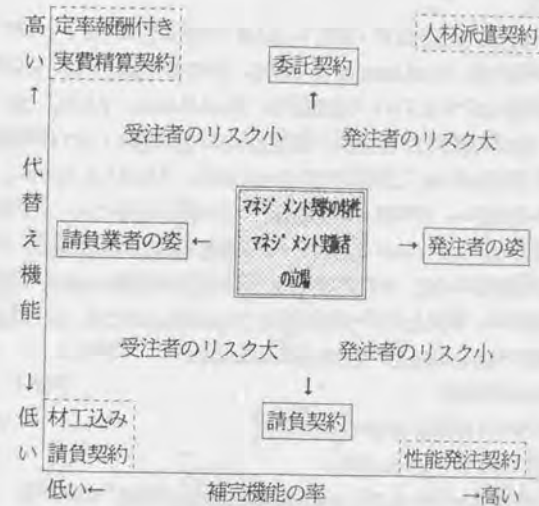 高い
↑
代替え機能
↓
低い
定率報酬付き
実費精算契約
人材派遣契約
委託契約
↑
受注者のリスク小
発注者のリスク大
請負業者の姿
←
マネジメント契約の特性
マネジメント実施者
の立場
→
発注者の姿
受注者のリスク大
発注者のリスク小
↓
材工込み
請負契約
請負契約
性能発注契約
低い←
補完機能の率
→高い